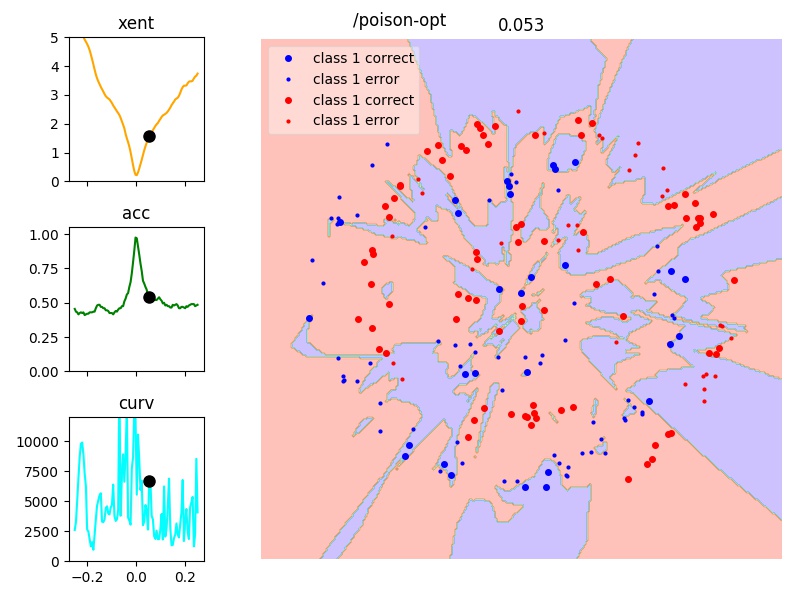 /poison-opt
xent
5
4
3
2
1
0
acc
1.00
0.75
0.50
0.25
0.00
curv
10000
7500
5000
2500
0
−0.2 0.0 0.2
0.053
class 1 correct
class 1 error
class 1 correct
class 1 error